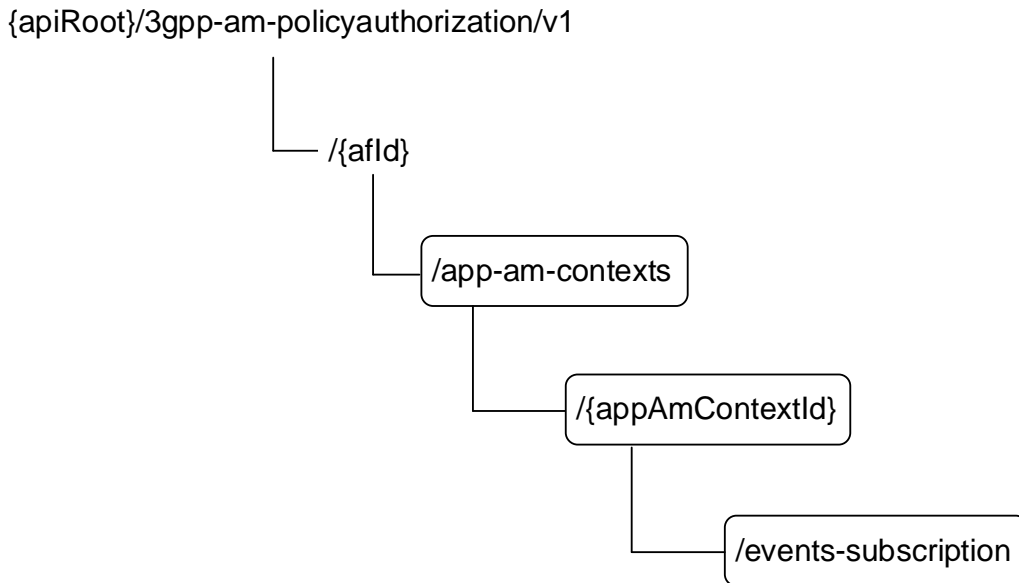 {apiRoot}/3gpp-am-policyauthorization/v1
/{afId}
/app-am-contexts
/{appAmContextId}
/events-subscription